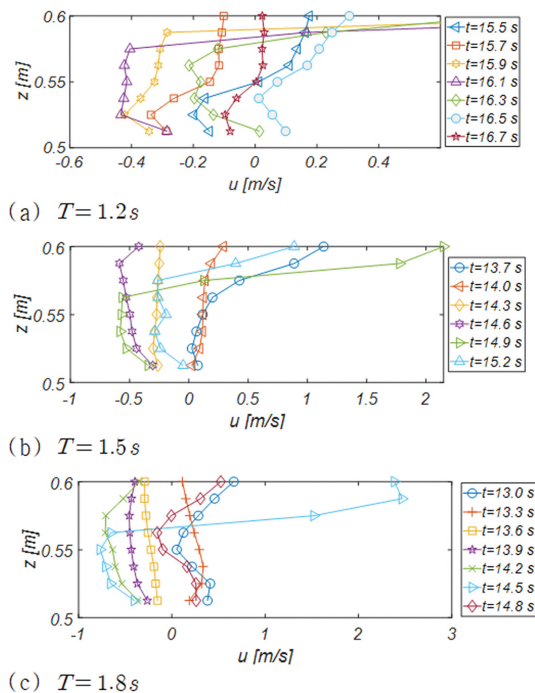 0.6
z [m]
0.55
0.5
-0.6 -0.4 -0.2 0 0.2 0.4 0.6
u [m/s]
t=15.5 s
t=15.7 s
t=15.9 s
t=16.1 s
t=16.3 s
t=16.5 s
t=16.7 s
(a) T=1.2s
0.6
z [m]
0.55
0.5
-1 -0.5 0 0.5 1 1.5 2
u [m/s]
t=13.7 s
t=14.0 s
t=14.3 s
t=14.6 s
t=14.9 s
t=15.2 s
(b) T=1.5s
0.6
z [m]
0.55
0.5
-1 0 1 2 3
u [m/s]
t=13.0 s
t=13.3 s
t=13.6 s
t=13.9 s
t=14.2 s
t=14.5 s
t=14.8 s
(c) T=1.8s